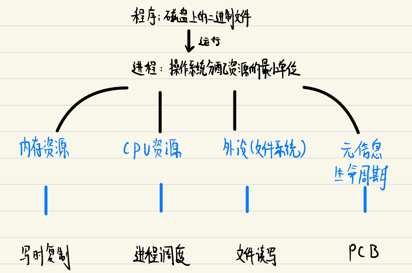 程序：磁盘上的二进制文件
运行
进程：操作系统分配资源的最小单位
内存资源
CPU资源
外设(文件系统)
元信息
生命周期
写时复制
进程调度
文件读写
PCB